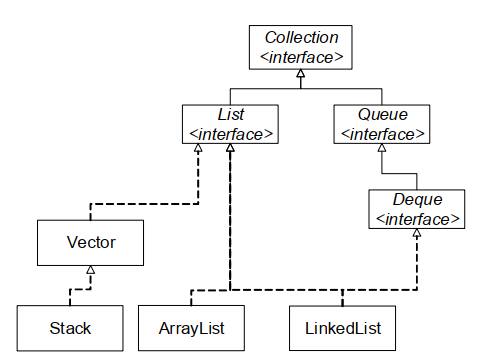 Collection
<interface>
List
<interface>
Queue
<interface>
Deque
<interface>
Vector
Stack
ArrayList
LinkedList